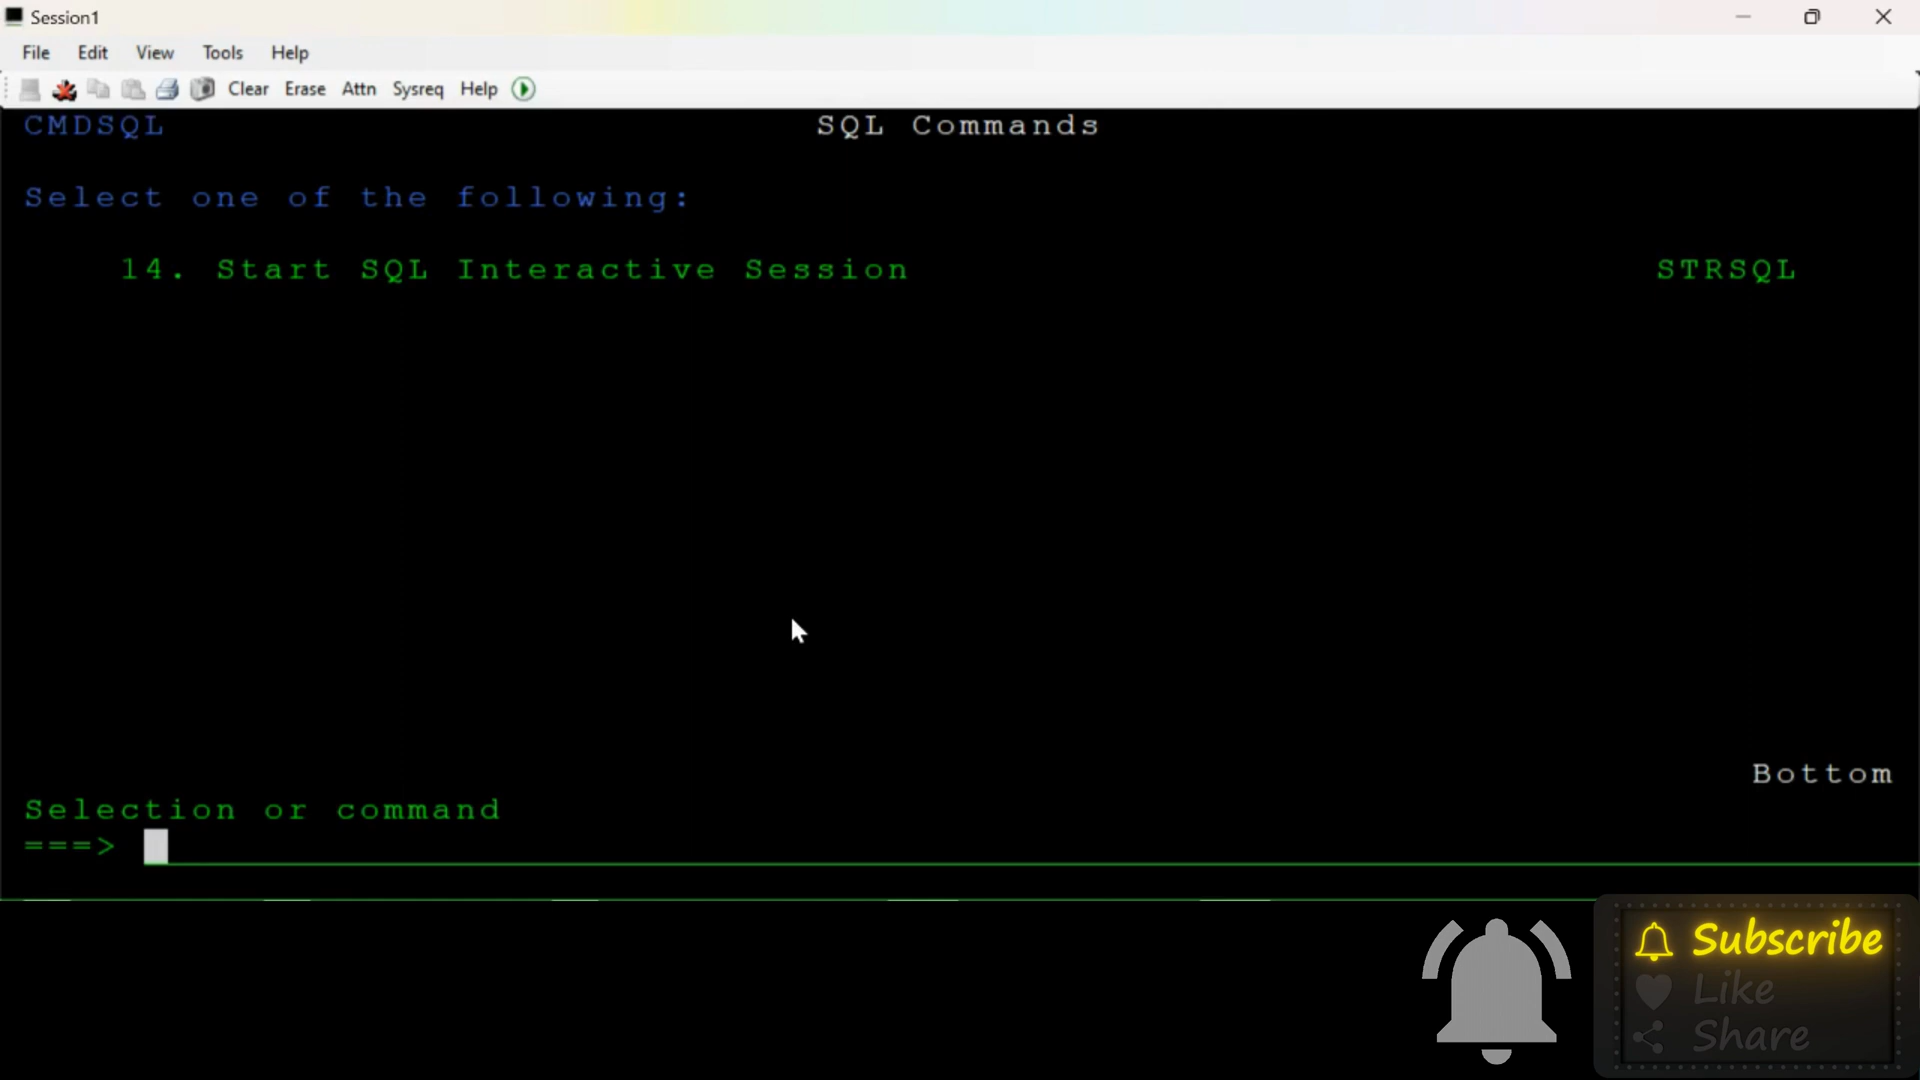 Session1
File Edit View Tools Help
Clear Erase Attn Sysreq Help
CMDSQL SQL Commands
Select one of the following:
14. Start SQL Interactive Session STRSQL
Bottom
Selection or command
===>
Subscribe
Like
Share